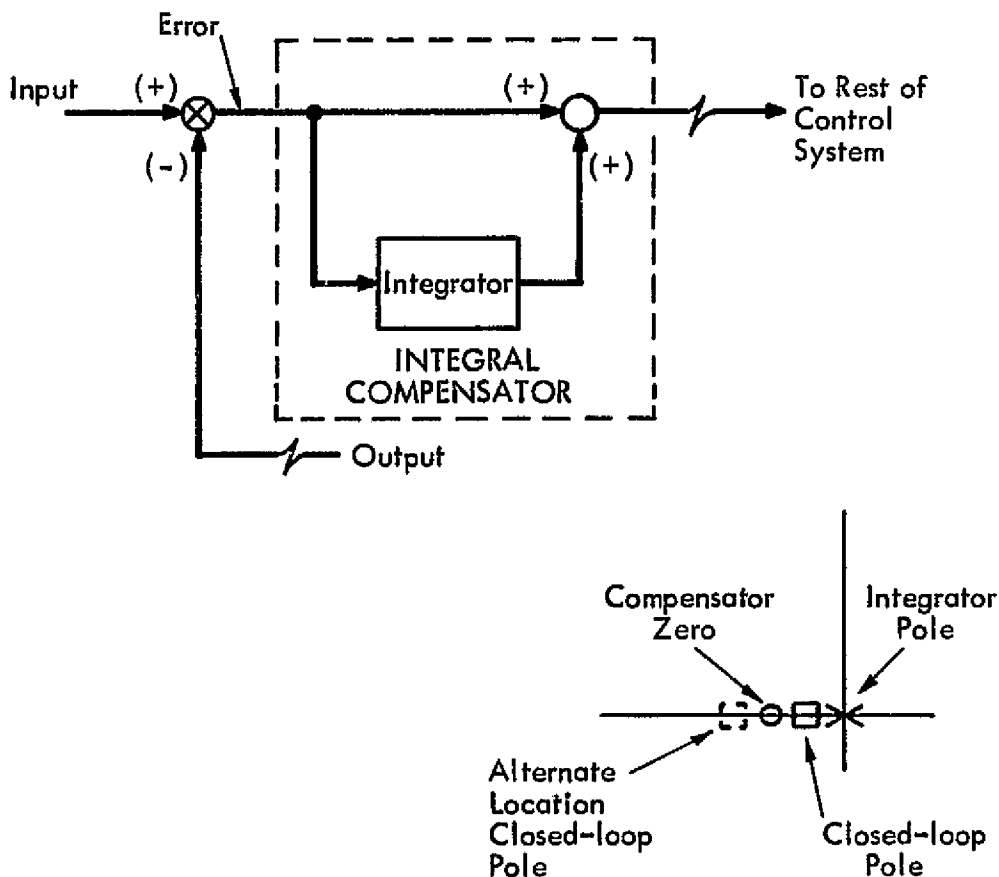 Error
Input
(+)
(-)
(+)
(+)
To Rest of
Control
System
Integrator
INTEGRAL
COMPENSATOR
Output
Compensator
Zero
Integrator
Pole
Alternate
Location
Closed-loop
Pole
Closed-loop
Pole